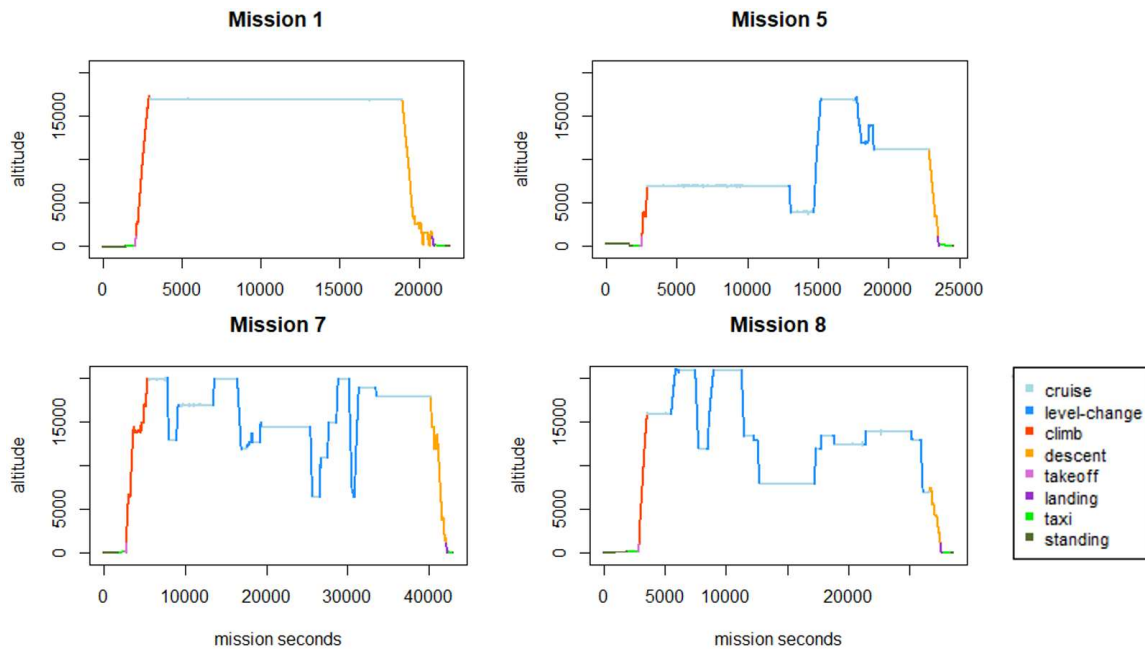 Mission 1
altitude
15000
5000
0
0 5000 10000 15000 20000
Mission 5
altitude
15000
5000
0
0 5000 10000 15000 20000 25000
Mission 7
altitude
15000
5000
0
0 10000 20000 30000 40000
mission seconds
Mission 8
altitude
15000
5000
0
0 5000 10000 20000
mission seconds
cruise
level-change
climb
descent
takeoff
landing
taxi
standing